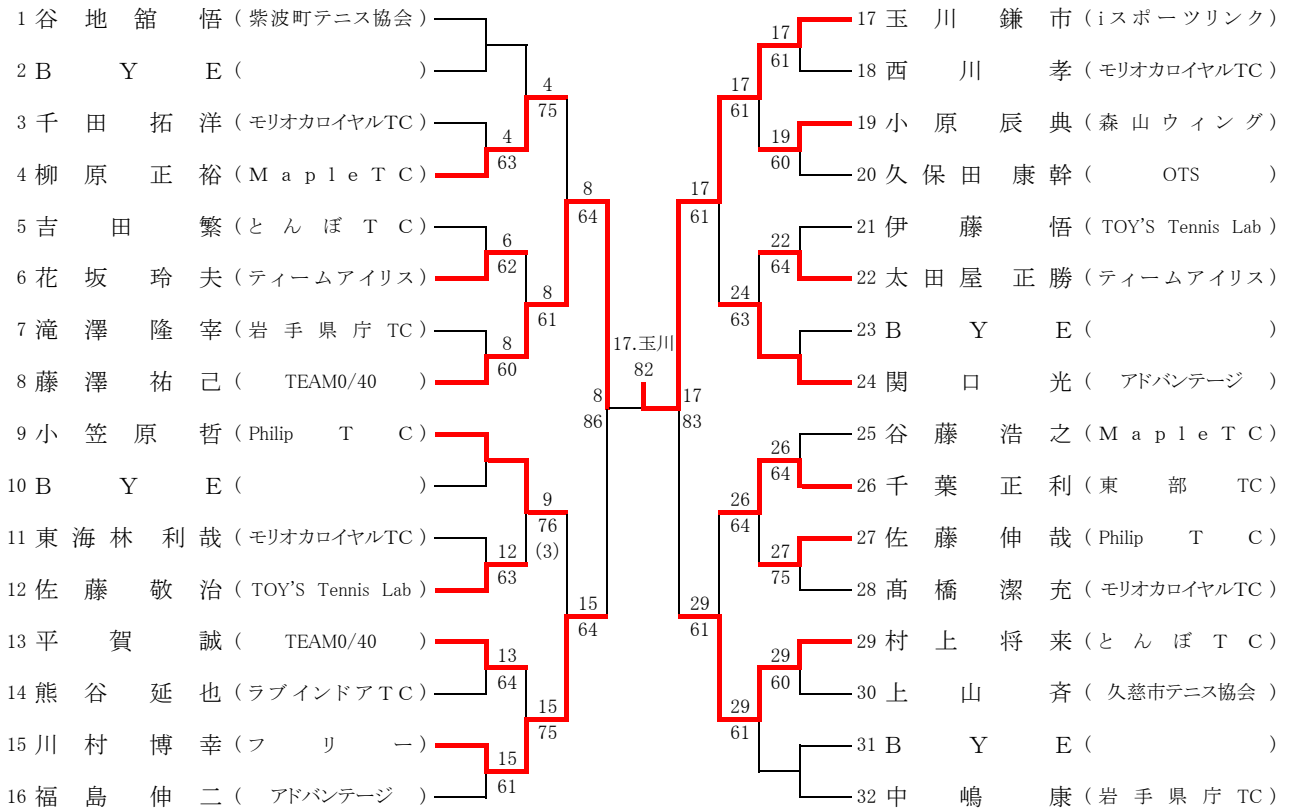 1 谷地舘 悟 (紫波町テニス協会)
2 BYE ( )
4
75
3 千田拓洋 (モリオカロイヤルTC)
4
63
4 柳原正裕 (MapleTC)
8
64
5 吉田 繁 (とんぼTC)
6
62
6 花坂玲夫 (ティームアイリス)
8
61
7 滝澤隆宰 (岩手県庁TC)
8
60
8 藤澤祐己 (TEAM0/40)
8
86
9 小笠原 哲 (Philip TC)
10 BYE ( )
9
76
(3)
11 東海林利哉 (モリオカロイヤルTC)
12
63
12 佐藤敬治 (TOY'S Tennis Lab)
15
64
13 平賀 誠 (TEAM0/40)
13
64
14 熊谷延也 (ラブインドアTC)
15
75
15 川村博幸 (フリー)
15
61
16 福島伸二 (アドバンテージ)
17.玉川
82
17 玉川鎌市 (iスポーツリンク)
17
61
18 西川 孝 (モリオカロイヤルTC)
17
61
19 小原辰典 (森山ウィング)
19
60
20 久保田康幹 (OTS)
17
61
21 伊藤 悟 (TOY'S Tennis Lab)
22
64
22 太田屋正勝 (ティームアイリス)
24
63
23 BYE ( )
24 関口 光 (アドバンテージ)
17
83
25 谷藤浩之 (MapleTC)
26
64
26 千葉正利 (東部TC)
26
64
27 佐藤伸哉 (Philip TC)
27
75
28 髙橋潔充 (モリオカロイヤルTC)
29
61
29 村上将来 (とんぼTC)
29
60
30 上山 斉 (久慈市テニス協会)
29
61
31 BYE ( )
32 中嶋 康 (岩手県庁TC)